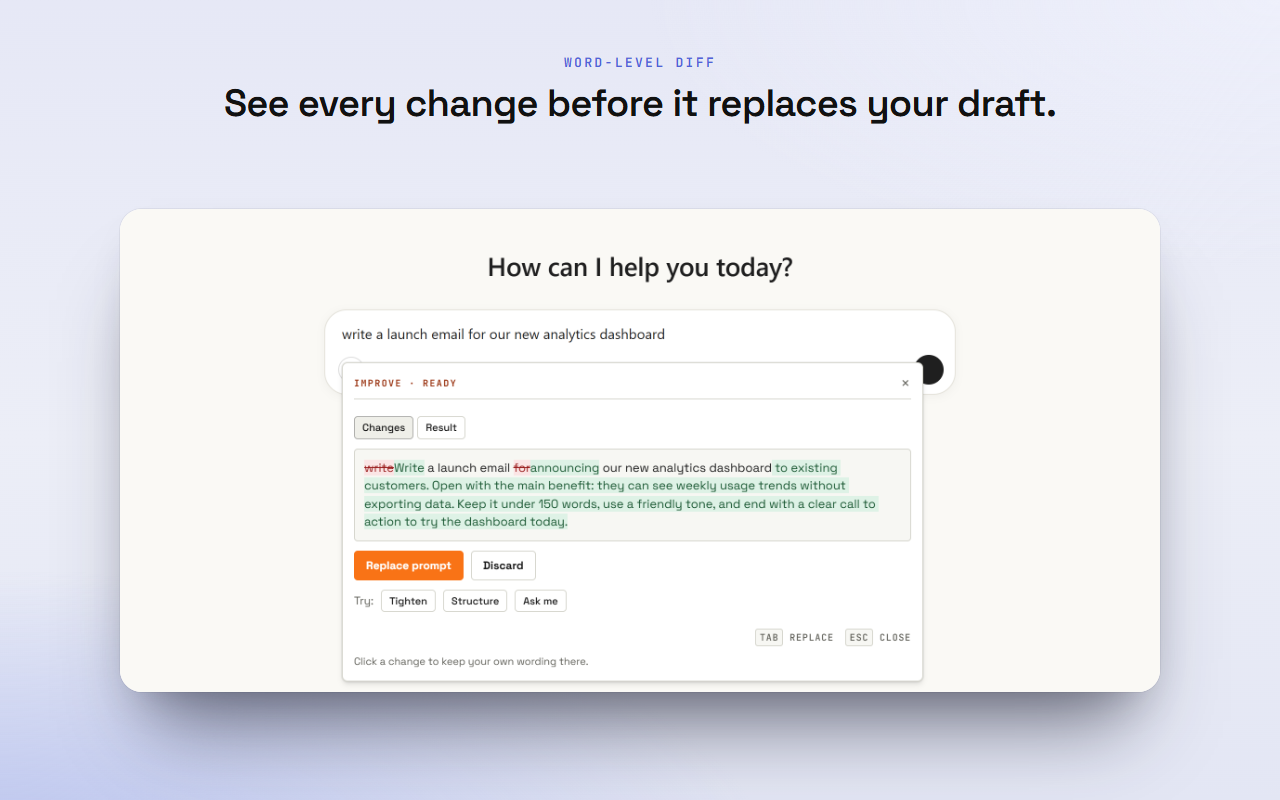 WORD-LEVEL DIFF
See every change before it replaces your draft.
How can I help you today?
write a launch email for our new analytics dashboard
IMPROVE · READY
×
Changes Result
writeWrite a launch email forannouncing our new analytics dashboard to existing
customers. Open with the main benefit: they can see weekly usage trends without
exporting data. Keep it under 150 words, use a friendly tone, and end with a clear call to
action to try the dashboard today.
Replace prompt Discard
Try: Tighten Structure Ask me
TAB REPLACE ESC CLOSE
Click a change to keep your own wording there.